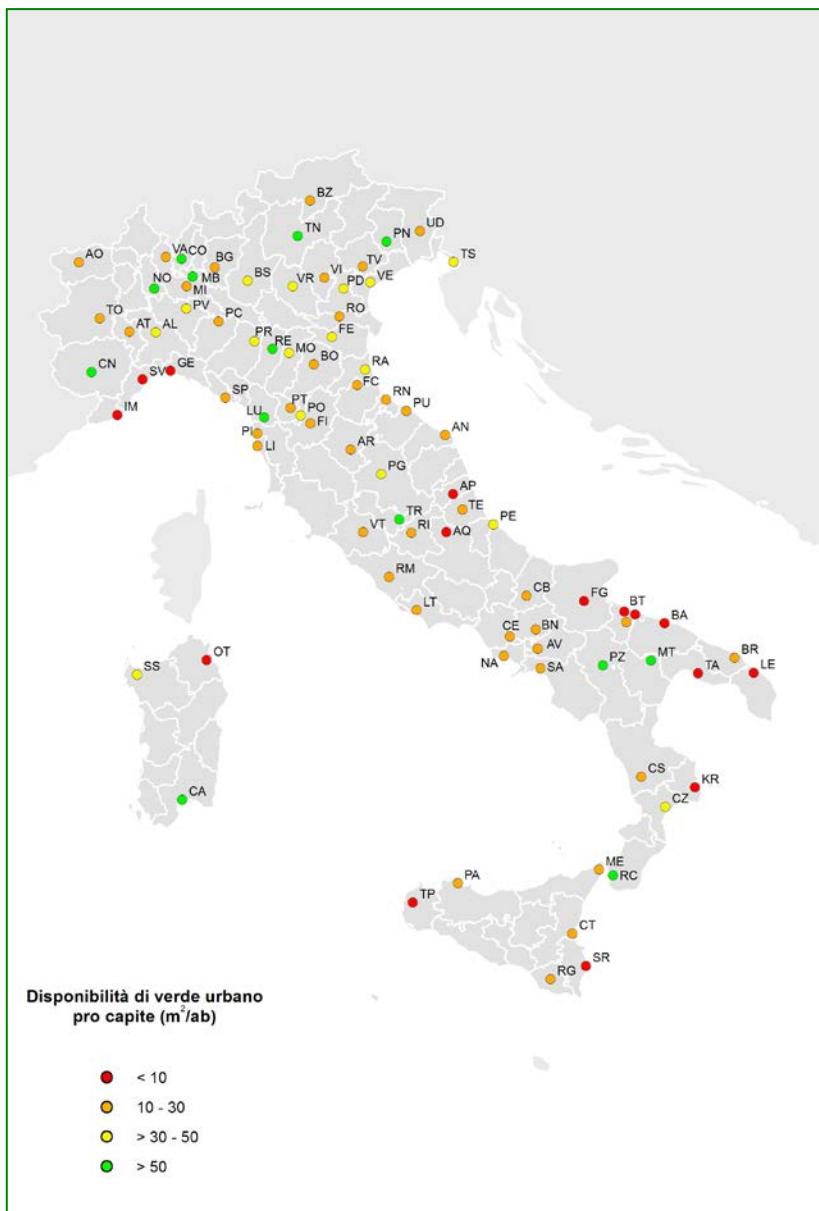 BZ
TN
PN
UD
AO
VA
CO
BG
TV
TS
NO
MB
MI
BS
VR
VI
PD
VE
TO
AT
AL
PV
PC
RO
PR
RE
MO
FE
BO
CN
SV
GE
RA
FC
IM
SP
PT
PO
RN
PU
LU
FI
PI
LI
AR
AN
PG
AP
TE
TR
PE
VT
RI
AQ
RM
CB
FG
BT
BA
LT
CE
BN
AV
NA
SA
PZ
MT
TA
BR
LE
SS
OT
CA
CS
KR
CZ
ME
RC
PA
TP
CT
SR
RG
Disponibilità di verde urbano
pro capite (m²/ab)
< 10
10 - 30
> 30 - 50
> 50